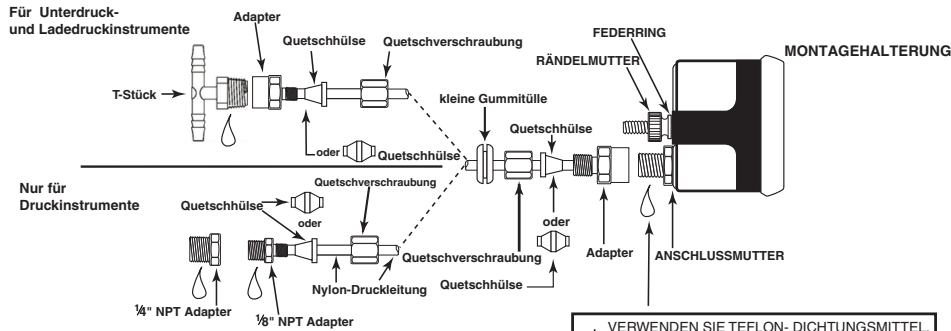 Für Unterdruck-
und Ladedruckinstrumente
Adapter
Quetschhülse
Quetschverschraubung
T-Stück
oder
Quetschhülse
FEDERRING
RÄNDELMUTTER
MONTAGEHALTERUNG
kleine Gummitülle
Quetschhülse
Nur für
Druckinstrumente
Quetschverschraubung
Quetschhülse
oder
oder
Quetschverschraubung
Adapter
ANSCHLUSSMUTTER
Quetschhülse
Nylon-Druckleitung
¼" NPT Adapter
⅛" NPT Adapter
VERWENDEN SIE TEFLON- DICHTUNGSMITTEL.